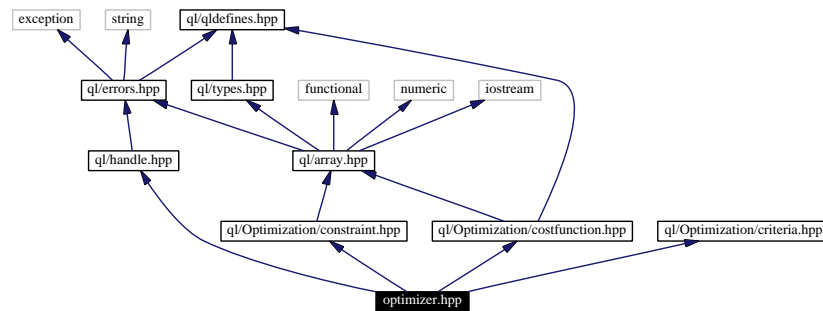 exception
string
ql/qldefines.hpp
ql/errors.hpp
ql/types.hpp
functional
numeric
iostream
ql/handle.hpp
ql/array.hpp
ql/Optimization/constraint.hpp
ql/Optimization/costfunction.hpp
ql/Optimization/criteria.hpp
optimizer.hpp